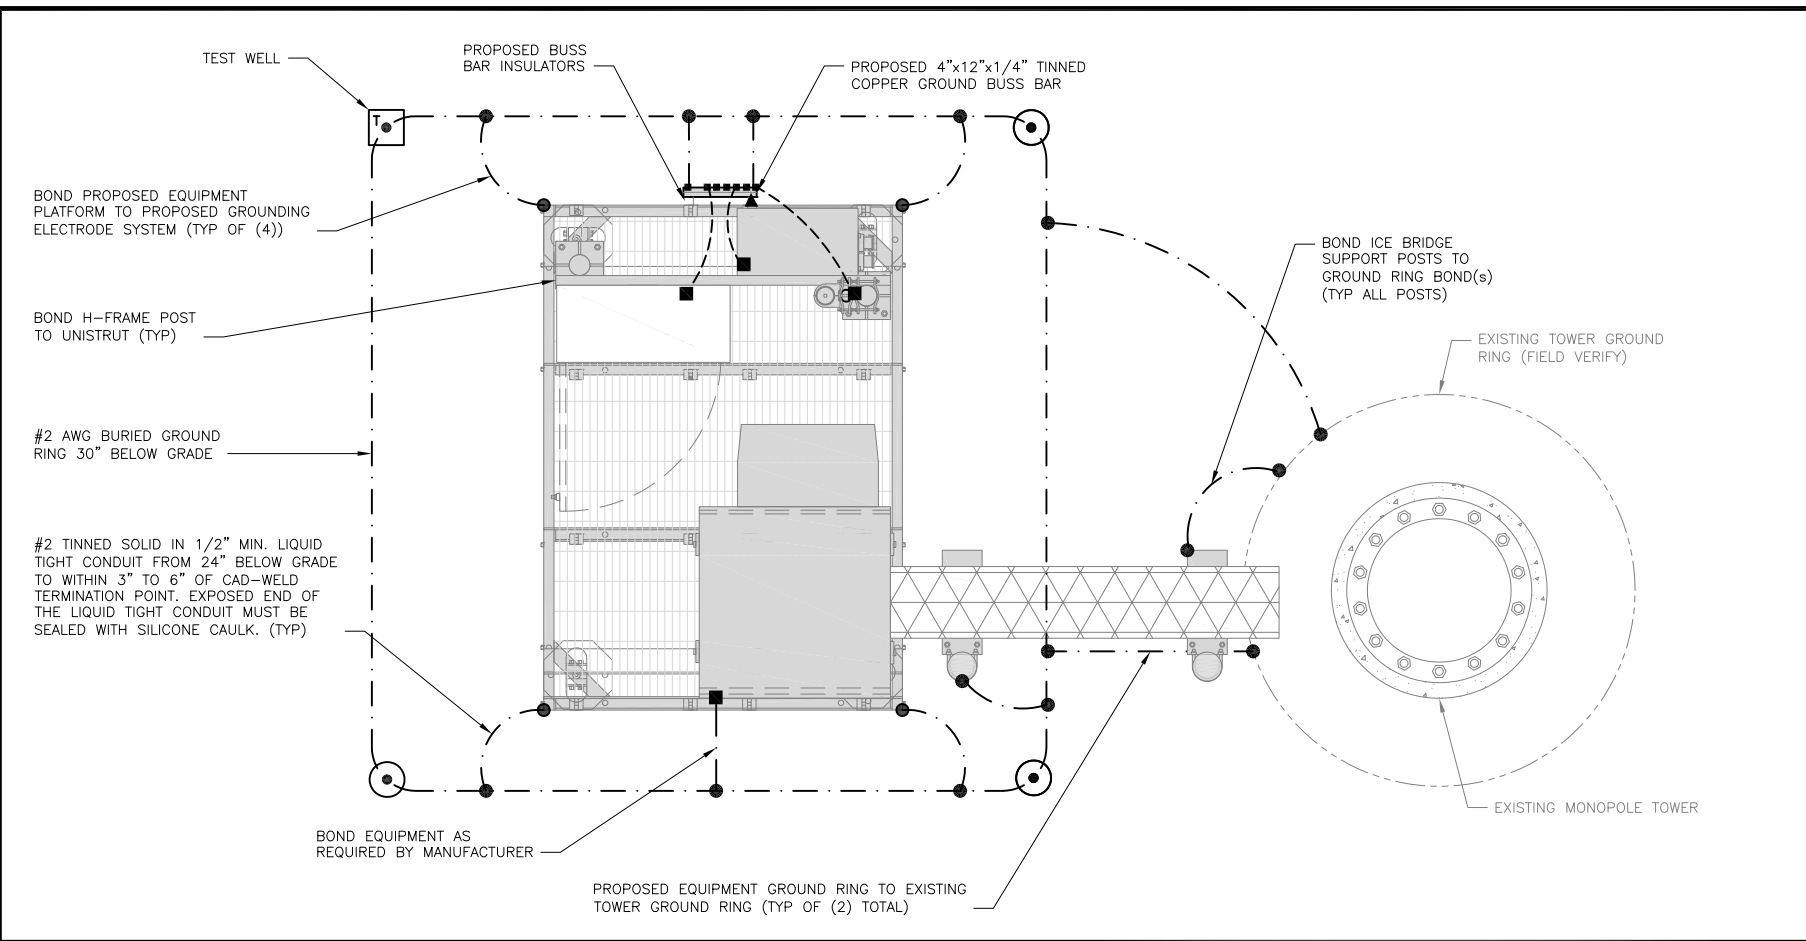 TEST WELL
PROPOSED BUSS
BAR INSULATORS
PROPOSED 4"x12"x1/4" TINNED
COPPER GROUND BUSS BAR
T
BOND PROPOSED EQUIPMENT
PLATFORM TO PROPOSED GROUNDING
ELECTRODE SYSTEM (TYP OF (4))
BOND ICE BRIDGE
SUPPORT POSTS TO
GROUND RING BOND(s)
(TYP ALL POSTS)
BOND H-FRAME POST
TO UNISTRUT (TYP)
EXISTING TOWER GROUND
RING (FIELD VERIFY)
#2 AWG BURIED GROUND
RING 30" BELOW GRADE
#2 TINNED SOLID IN 1/2" MIN. LIQUID
TIGHT CONDUIT FROM 24" BELOW GRADE
TO WITHIN 3" TO 6" OF CAD-WELD
TERMINATION POINT. EXPOSED END OF
THE LIQUID TIGHT CONDUIT MUST BE
SEALED WITH SILICONE CAULK. (TYP)
EXISTING MONOPOLE TOWER
BOND EQUIPMENT AS
REQUIRED BY MANUFACTURER
PROPOSED EQUIPMENT GROUND RING TO EXISTING
TOWER GROUND RING (TYP OF (2) TOTAL)